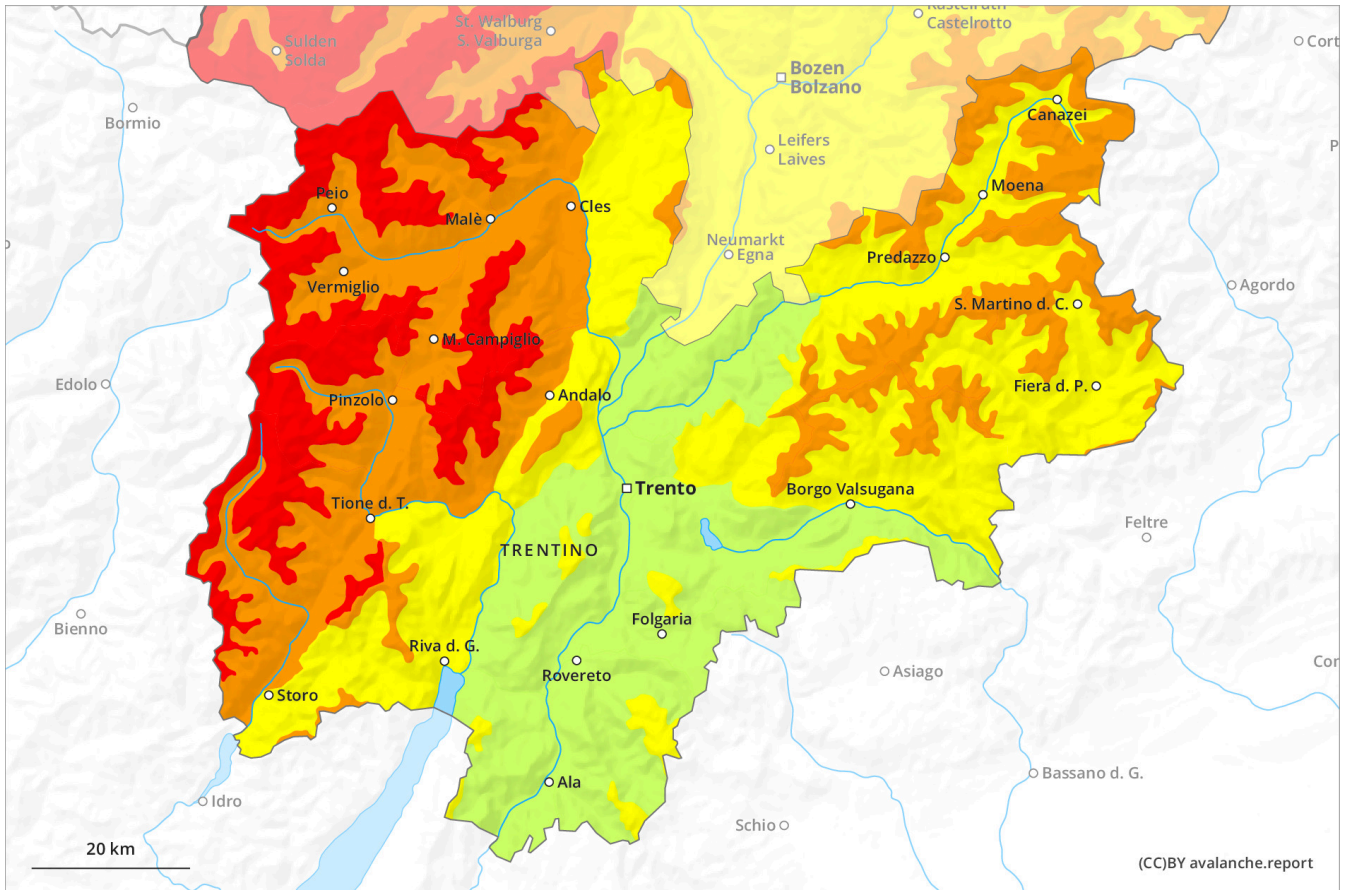 Kastelruth
Castelrotto
St. Walburg
S. Valburga
Sulden
Solda
Cort
Bozen
Bolzano
Bormio
Canazei
Leifers
Laives
P
Moena
Peio
Malè
Cles
Neumarkt
Egna
Predazzo
Vermiglio
Agordo
S. Martino d. C.
M. Campiglio
Edolo
Fiera d. P.
Andalo
Pinzolo
Trento
Borgo Valsugana
Tione d. T.
Feltre
TRENTINO
Bienno
Folgaria
Riva d. G.
Cor
Asiago
Rovereto
Storo
Bassano d. G.
Ala
Idro
Schio
20 km
(CC)BY avalanche.report